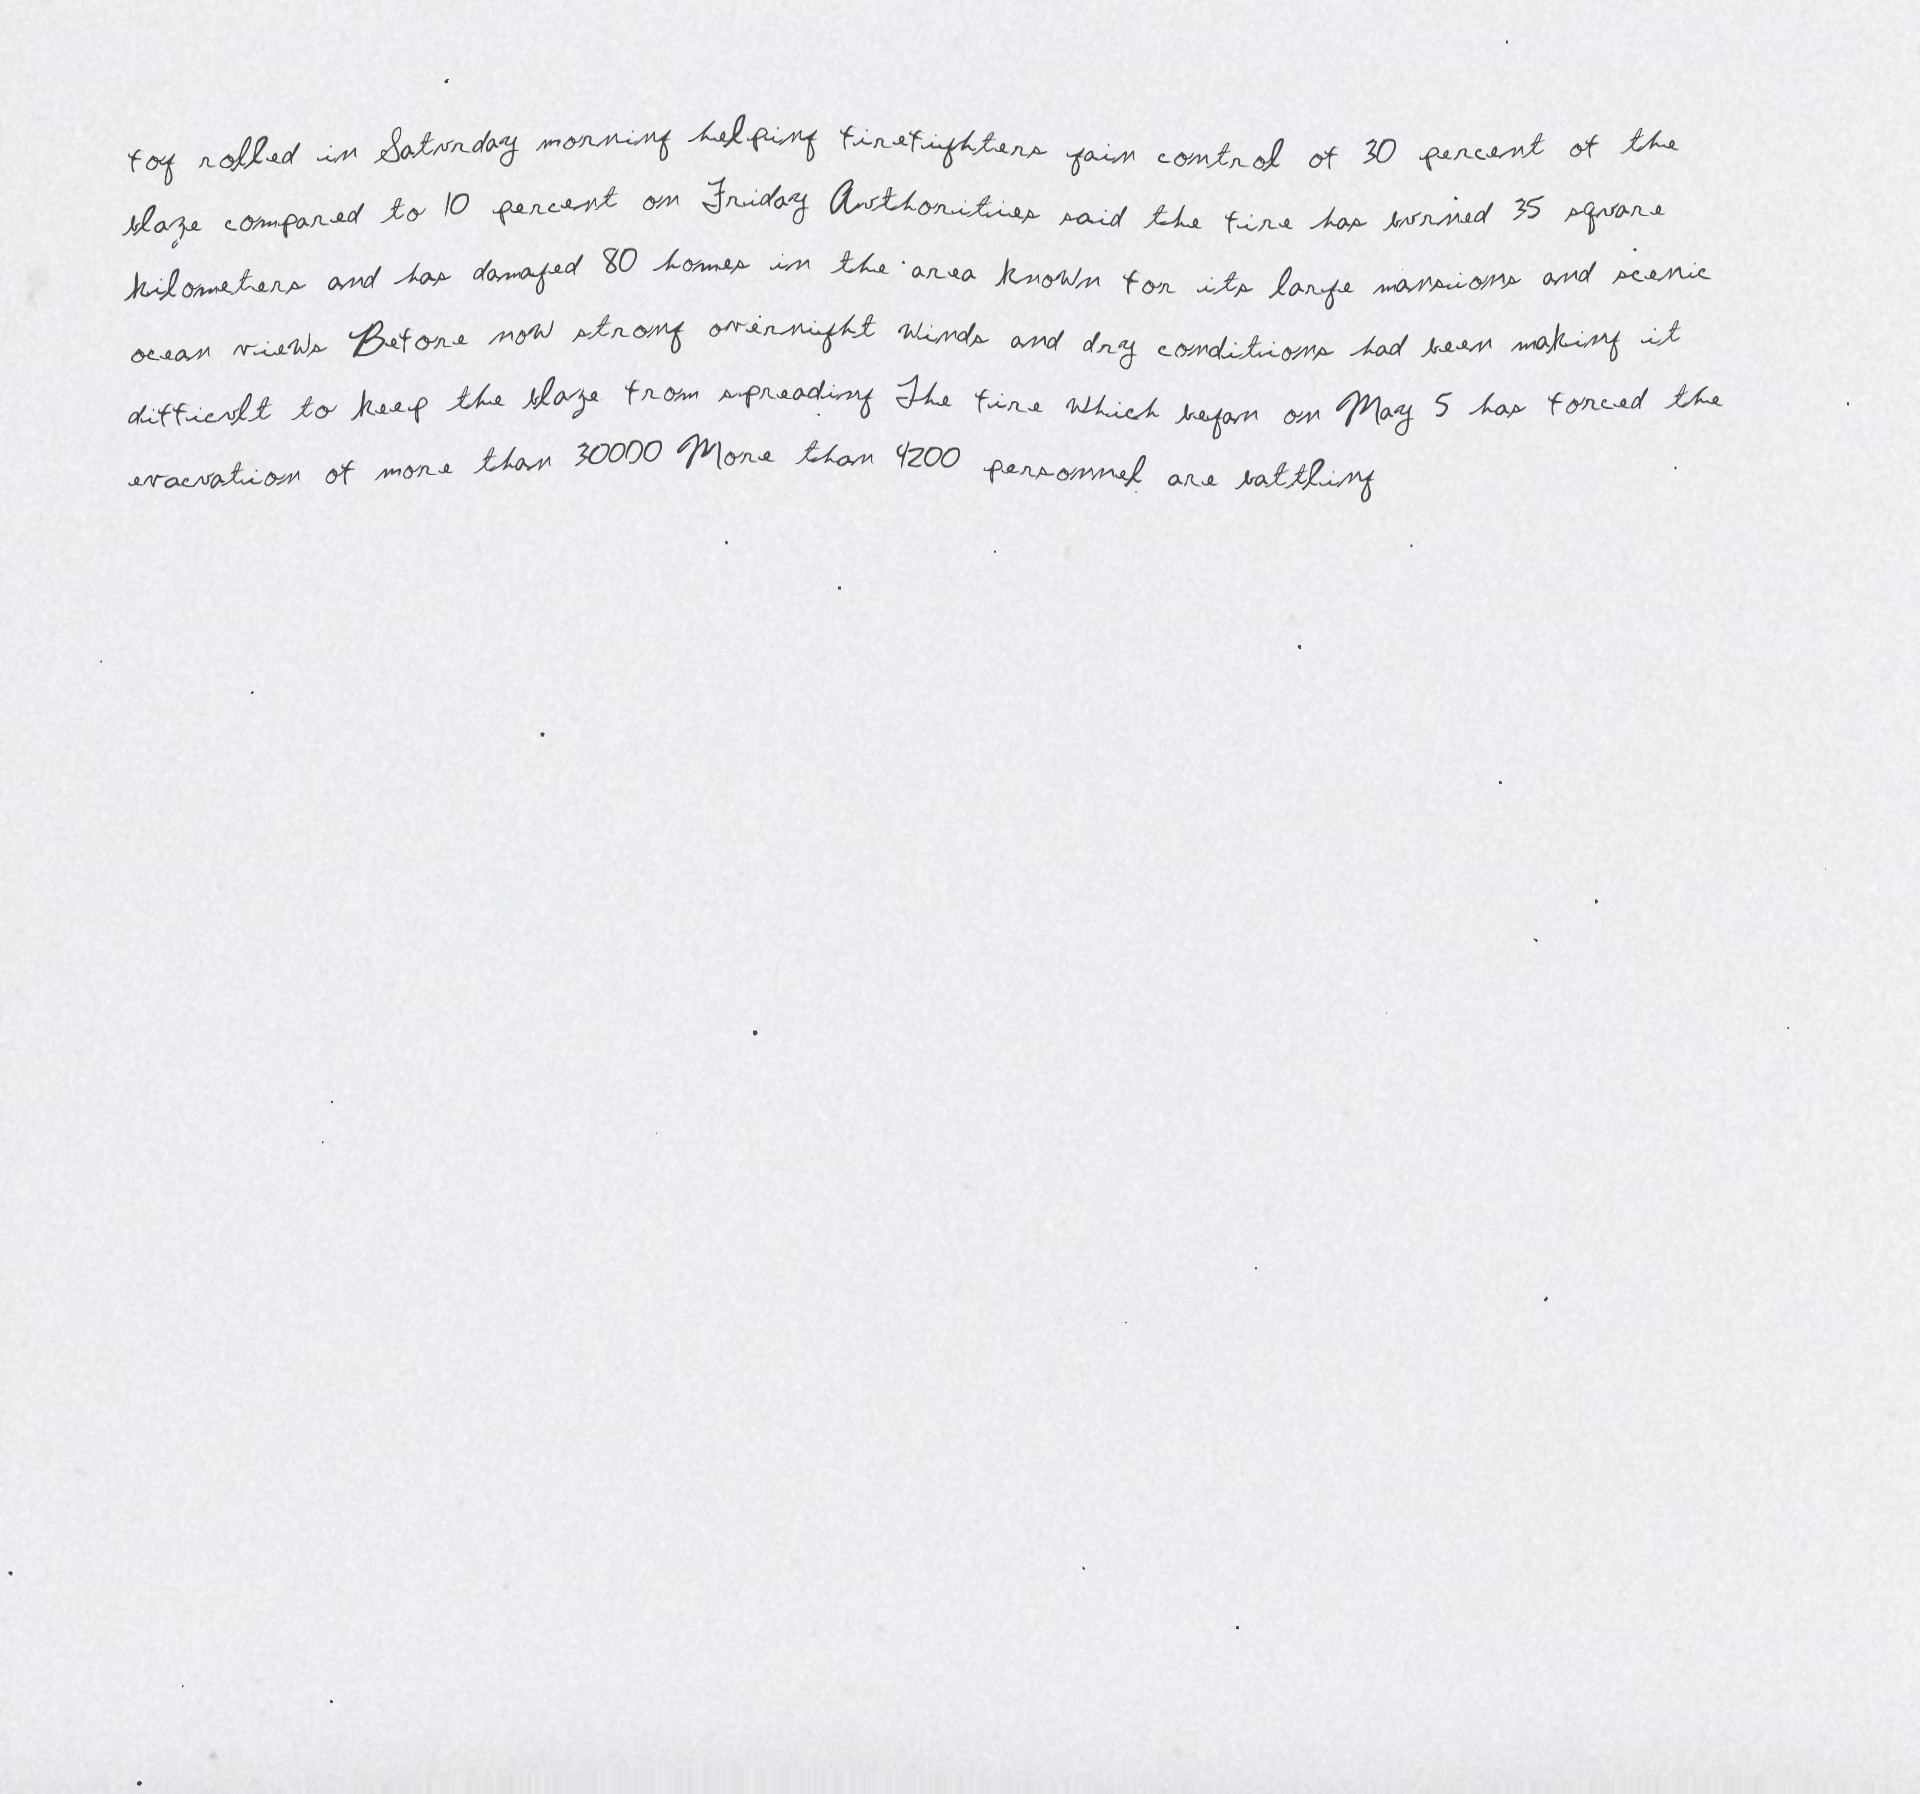 fog rolled in Saturday morning helping firefighters gain control of 30 percent of the
blaze compared to 10 percent on Friday Authorities said the fire has burned 35 square
kilometers and has damaged 80 homes in the area known for its large mansions and scenic
ocean views Before now strong overnight winds and dry conditions had been making it
difficult to keep the blaze from spreading The fire which began on May 5 has forced the
evacuation of more than 30000 More than 4200 personnel are battling